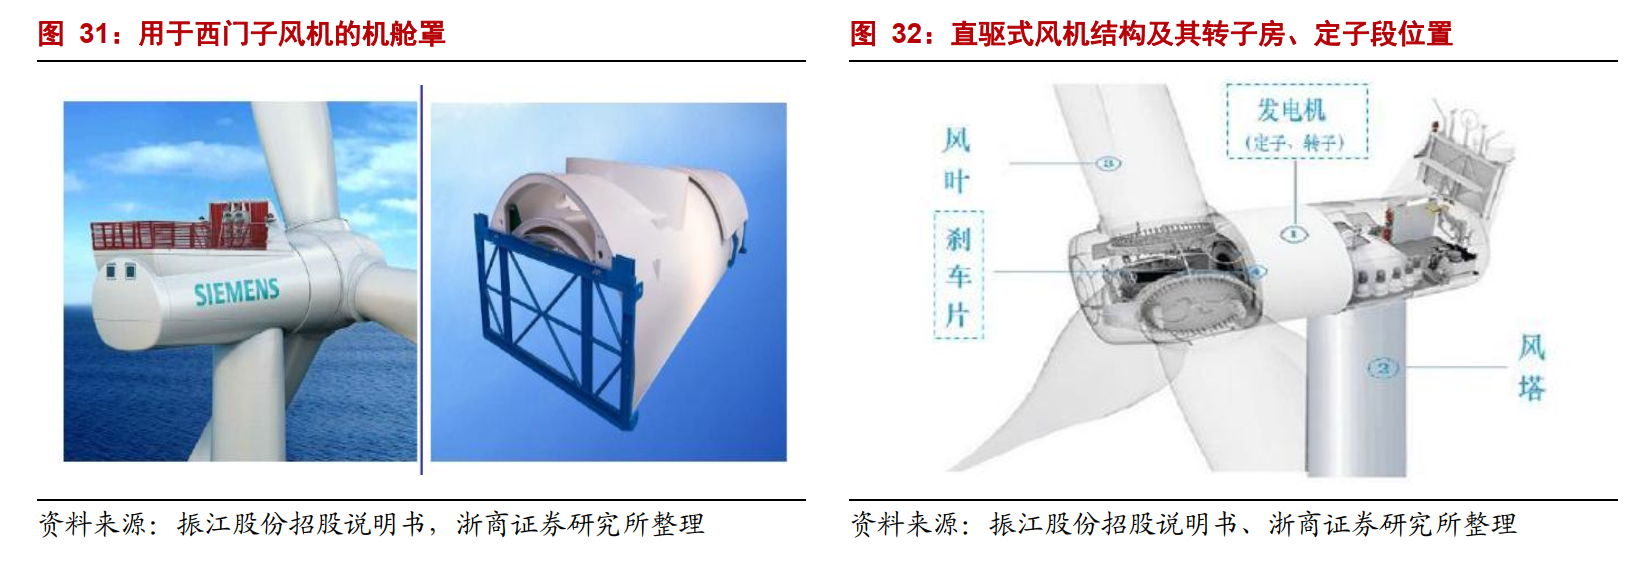 图 31：用于西门子风机的机舱罩
SIEMENS
资料来源：振江股份招股说明书，浙商证券研究所整理
图 32：直驱式风机结构及其转子房、定子段位置
发电机
(定子、转子)
风叶
3
刹车片
1
4
2
风塔
资料来源：振江股份招股说明书、浙商证券研究所整理